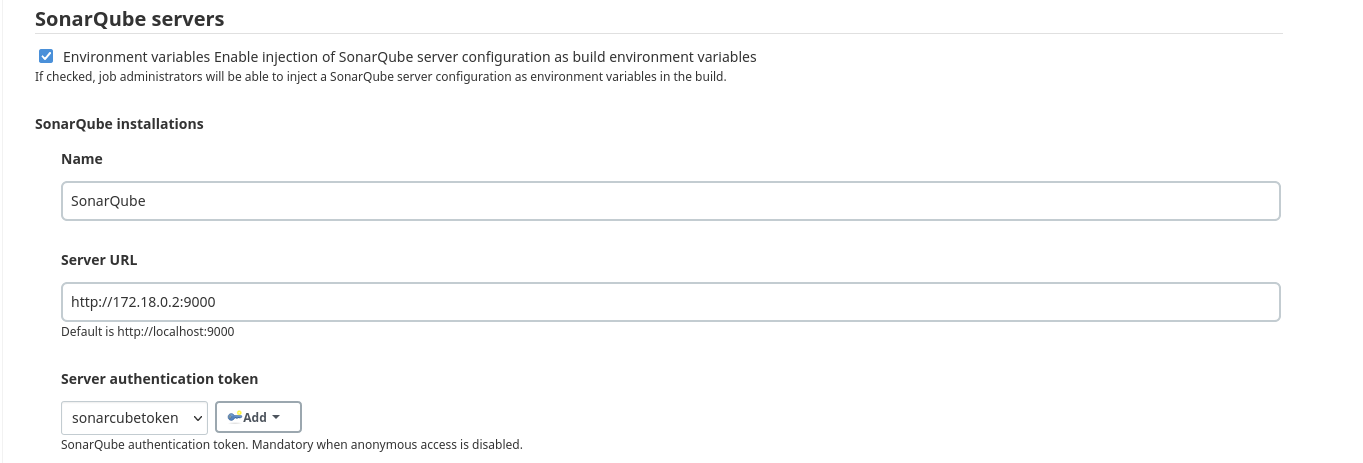 SonarQube servers
Environment variables Enable injection of SonarQube server configuration as build environment variables
If checked, job administrators will be able to inject a SonarQube server configuration as environment variables in the build.
SonarQube installations
Name
SonarQube
Server URL
http://172.18.0.2:9000
Default is http://localhost:9000
Server authentication token
sonarcubetoken
Add
SonarQube authentication token. Mandatory when anonymous access is disabled.